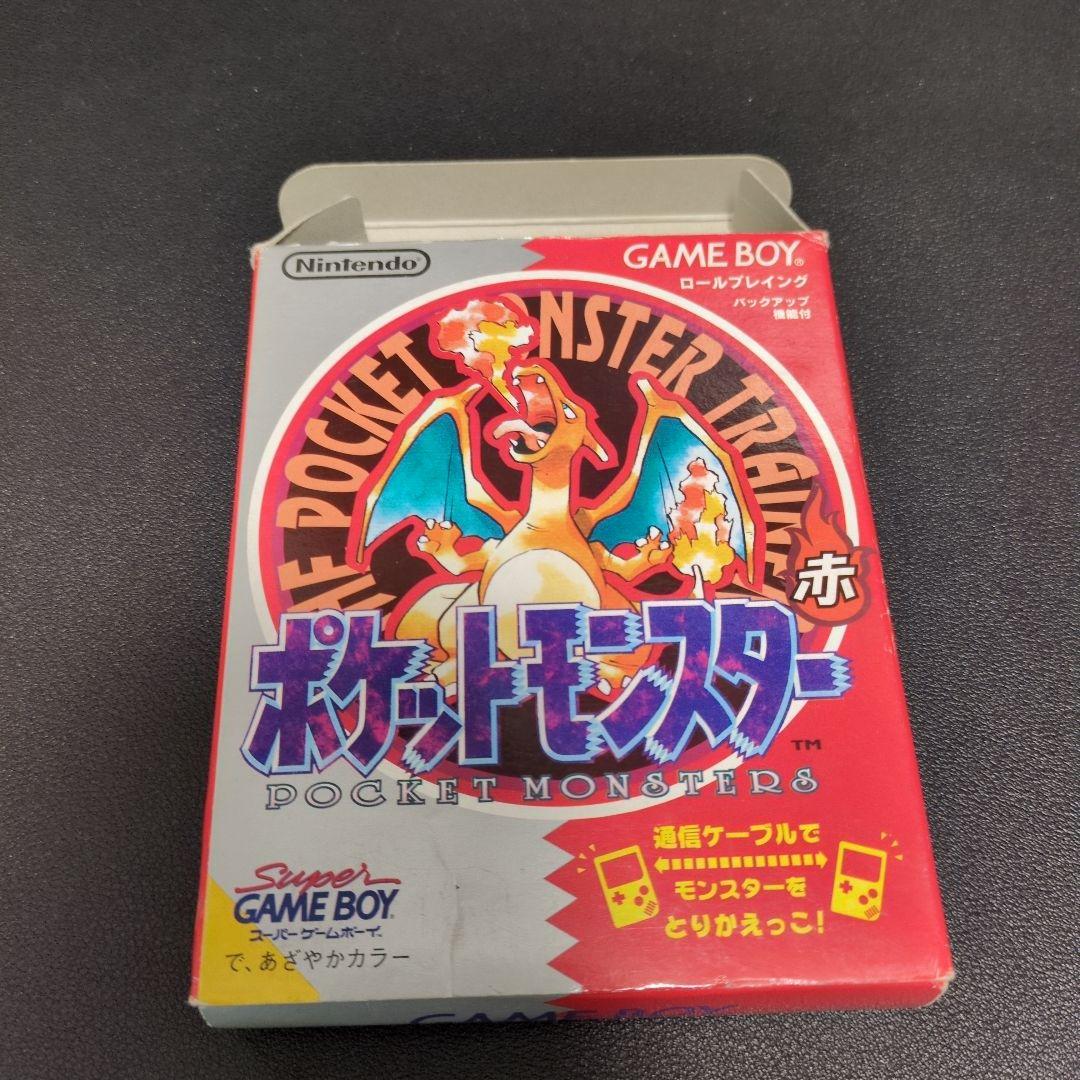 Nintendo
GAME BOY®
ロールプレイング
バックアップ
機能付
POCKET MONSTER TRAINE
赤
ポケットモンスター
TM
POCKET MONSTERS
通信ケーブルで
モンスターを
とりかえっこ!
Super
GAME BOY
スーパーゲームボーイ
で、あざやかカラー
GAME BOY